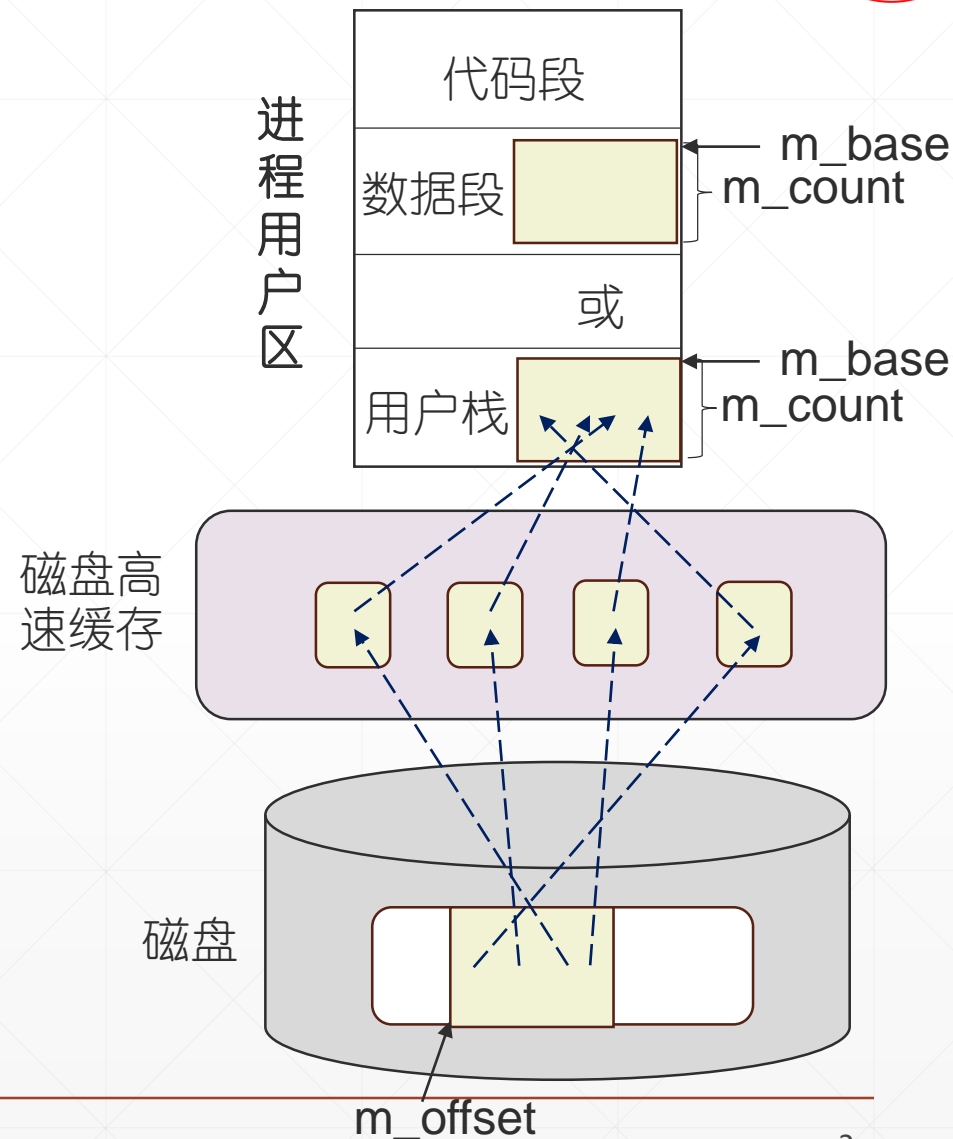 代码段
进程用户区
m_base
数据段
m_count
或
m_base
用户栈
m_count
磁盘高
速缓存
磁盘
m_offset